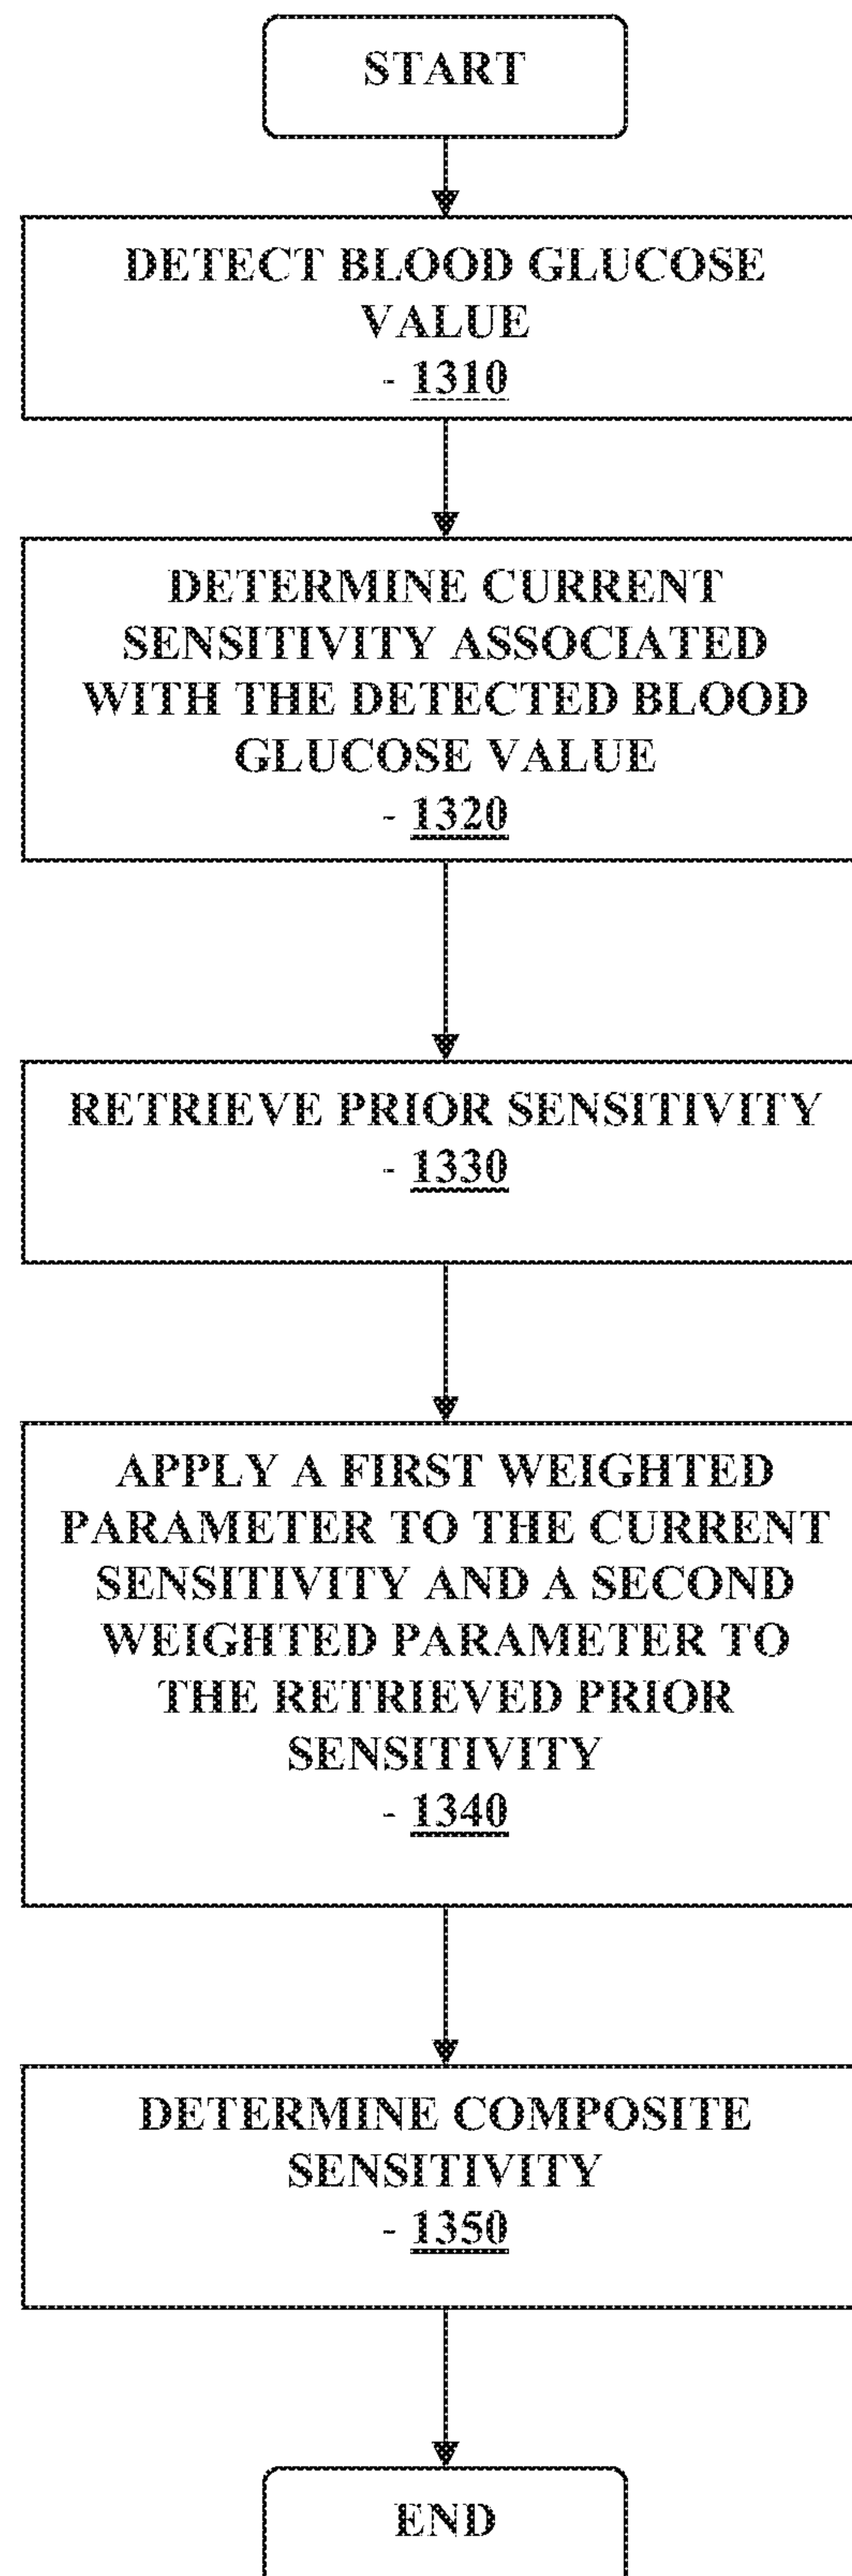 START
DETECT BLOOD GLUCOSE
VALUE
- 1310
DETERMINE CURRENT
SENSITIVITY ASSOCIATED
WITH THE DETECTED BLOOD
GLUCOSE VALUE
- 1320
RETRIEVE PRIOR SENSITIVITY
- 1330
APPLY A FIRST WEIGHTED
PARAMETER TO THE CURRENT
SENSITIVITY AND A SECOND
WEIGHTED PARAMETER TO
THE RETRIEVED PRIOR
SENSITIVITY
- 1340
DETERMINE COMPOSITE
SENSITIVITY
- 1350
END